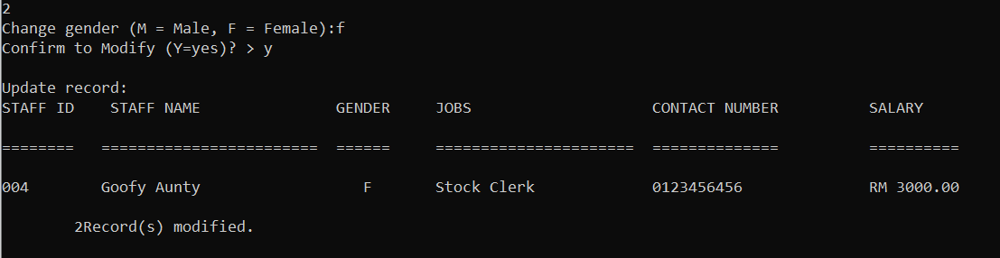 2
Change gender (M = Male, F = Female):f
Confirm to Modify (Y=yes)? > y
Update record:
STAFF ID    STAFF NAME               GENDER     JOBS                    CONTACT NUMBER          SALARY
========   ========================  ======     ======================  ==============          ==========
004        Goofy Aunty                  F       Stock Clerk             0123456456              RM 3000.00
        2Record(s) modified.